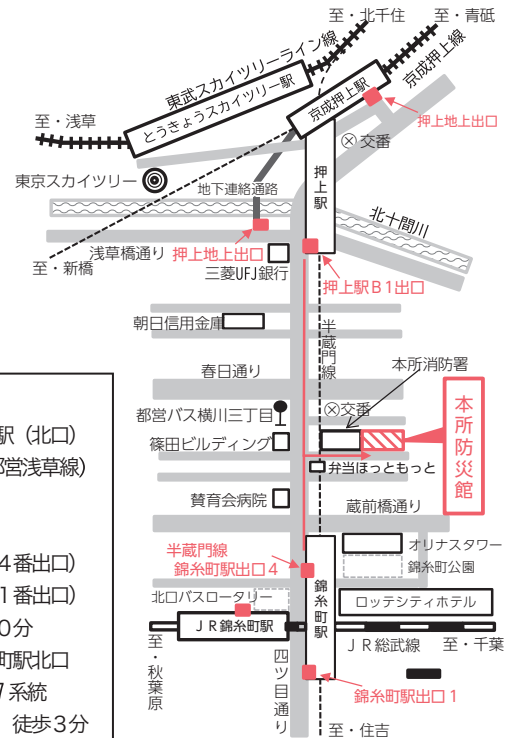 至・北千住
至・青砥
東武スカイツリーライン線
とうきょうスカイツリー駅
京成押上駅
京成押上線
押上地上出口
至・浅草
交番
東京スカイツリー
地下連絡通路
押上駅
北十間川
浅草橋通り
押上地上出口
至・新橋
三菱UFJ銀行
押上駅B1出口
朝日信用金庫
半蔵門線
春日通り
本所消防署
都営バス横川三丁目
交番
本所防災館
篠田ビルディング
弁当ほっともっと
賛育会病院
蔵前橋通り
半蔵門線
錦糸町駅出口4
オリナスタワー
錦糸町公園
北口バスロータリー
錦糸町駅
ロッテシティホテル
JR錦糸町駅
JR総武線
至・千葉
至・秋葉原
四ツ目通り
錦糸町駅出口1
至・住吉
駅（北口）
都営浅草線）
4番出口）
1番出口）
0分
町駅北口
7系統
徒歩3分